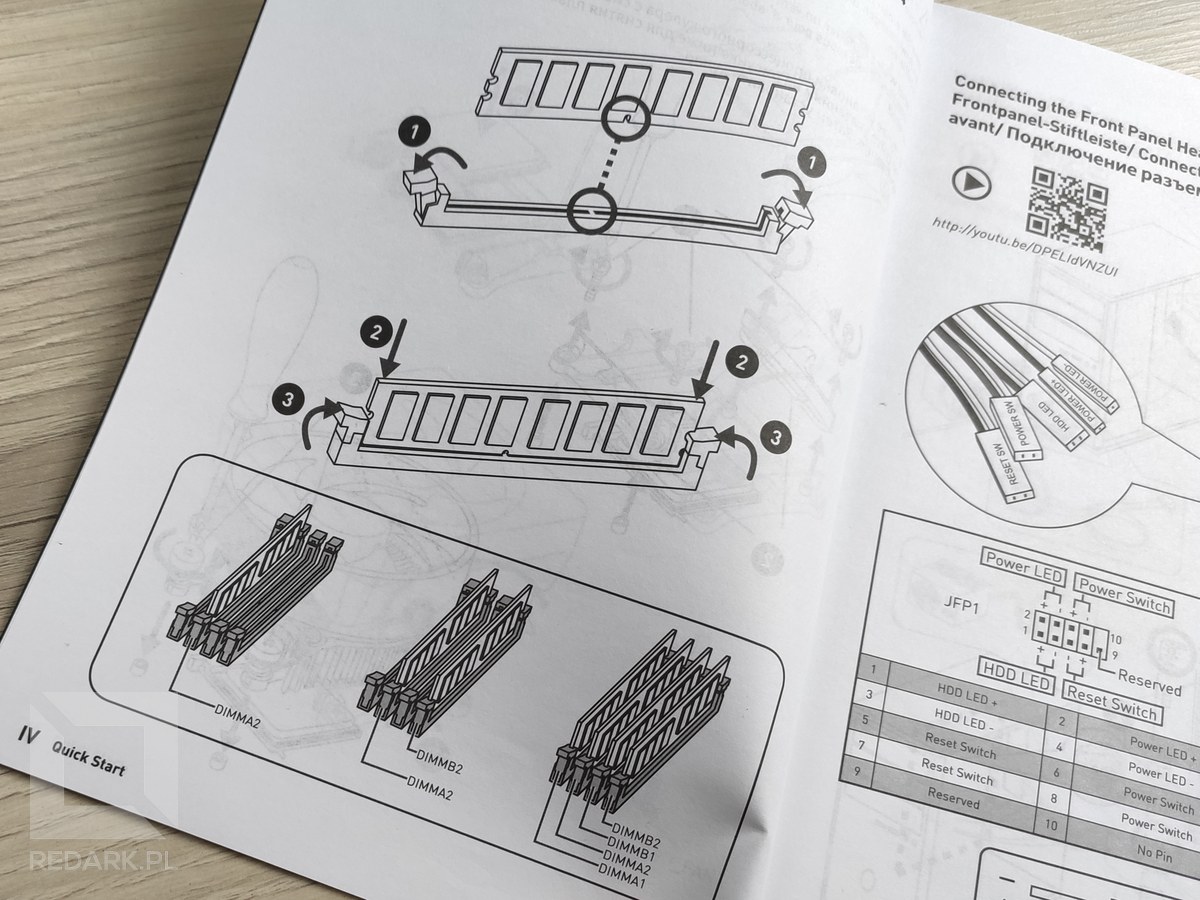 1
1
2
2
3
3
DIMMA2
DIMMB2
DIMMA2
DIMMB2
DIMMB1
DIMMA2
DIMMA1
IV Quick Start
REDARK.PL
Connecting the Front Panel Hea
Frontpanel-Stiftleiste/ Connect
avant/ Подключение разъем
http://youtu.be/DPELIdVNZUI
POWER LED-
POWER LED+
HDD LED
POWER SW
RESET SW
Power LED
Power Switch
JFP1
+ - +
2 10
1 9
+ - - +
Reserved
HDD LED
Reset Switch
1 HDD LED + 2 Power LED +
3 HDD LED - 4 Power LED -
5 Reset Switch 6 Power Switch
7 Reset Switch 8 Power Switch
9 Reserved 10 No Pin